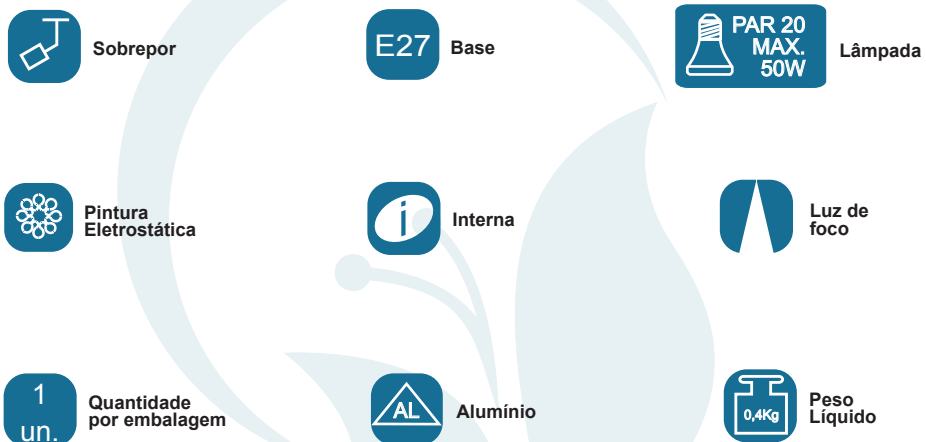 Sobrepor
E27
Base
PAR 20
MAX.
50W
Lâmpada
Pintura
Eletrostática
i
Interna
Luz de
foco
1
un.
Quantidade
por embalagem
AL
Alumínio
0,4Kg
Peso
Líquido